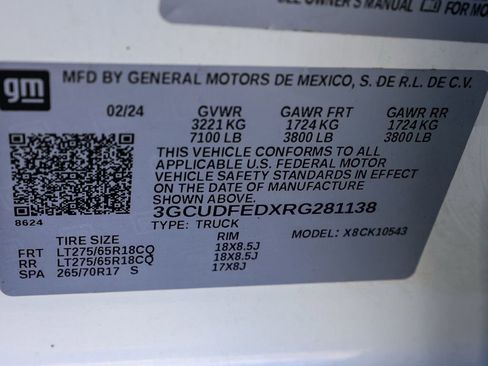 SEE OWNER'S MANUAL FOR MO
gm
MFD BY GENERAL MOTORS DE MEXICO, S. DE R.L. DE C.V.
02/24 GVWR GAWR FRT GAWR RR
3221 KG 1724 KG 1724 KG
7100 LB 3800 LB 3800 LB
THIS VEHICLE CONFORMS TO ALL
APPLICABLE U.S. FEDERAL MOTOR
VEHICLE SAFETY STANDARDS IN EFFECT
ON THE DATE OF MANUFACTURE
SHOWN ABOVE.
3GCUDFEDXRG281138
8624 TYPE: TRUCK X8CK10543
TIRE SIZE RIM
FRT LT275/65R18CQ 18X8.5J
RR LT275/65R18CQ 18X8.5J
SPA 265/70R17 S 17X8J